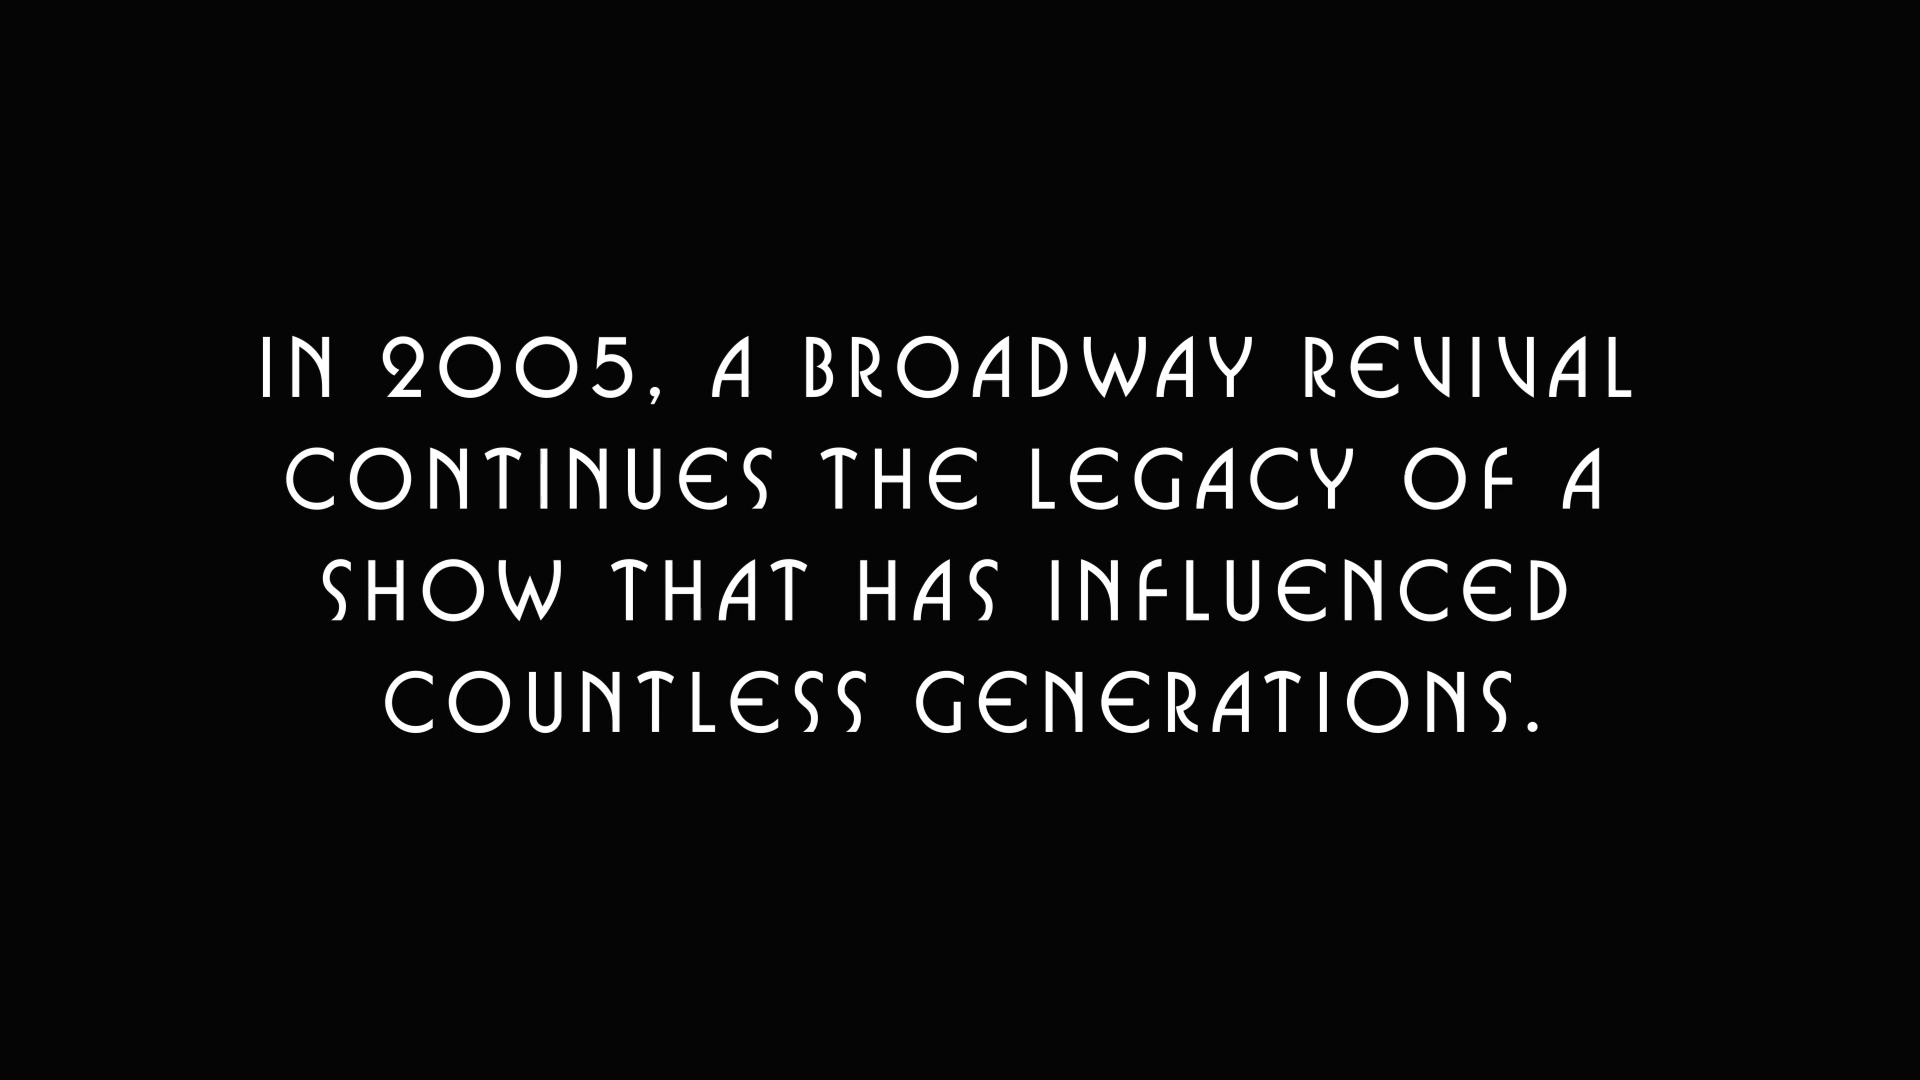 IN 2005, A BROADWAY REVIVAL
CONTINUES THE LEGACY OF A
SHOW THAT HAS INFLUENCED
COUNTLESS GENERATIONS.